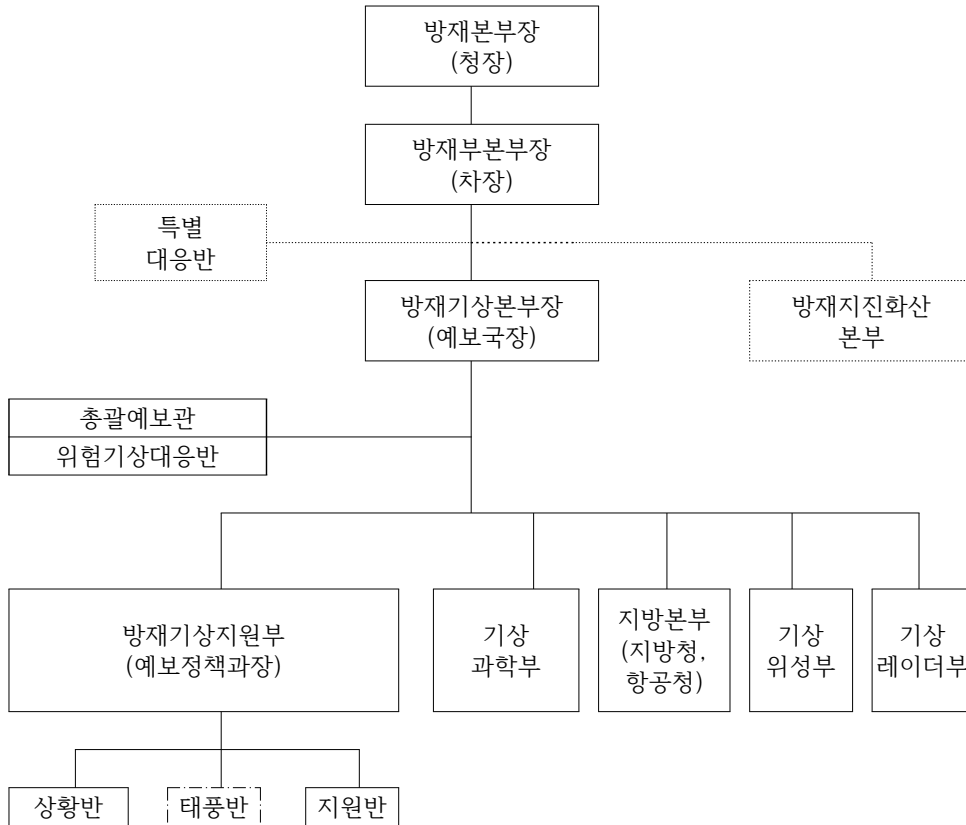 방재본부장
(청장)
방재부본부장
(차장)
특별
대응반
방재기상본부장
(예보국장)
방재지진화산
본부
총괄예보관
위험기상대응반
방재기상지원부
(예보정책과장)
기상
과학부
지방본부
(지방청,
항공청)
기상
위성부
기상
레이더부
상황반
태풍반
지원반